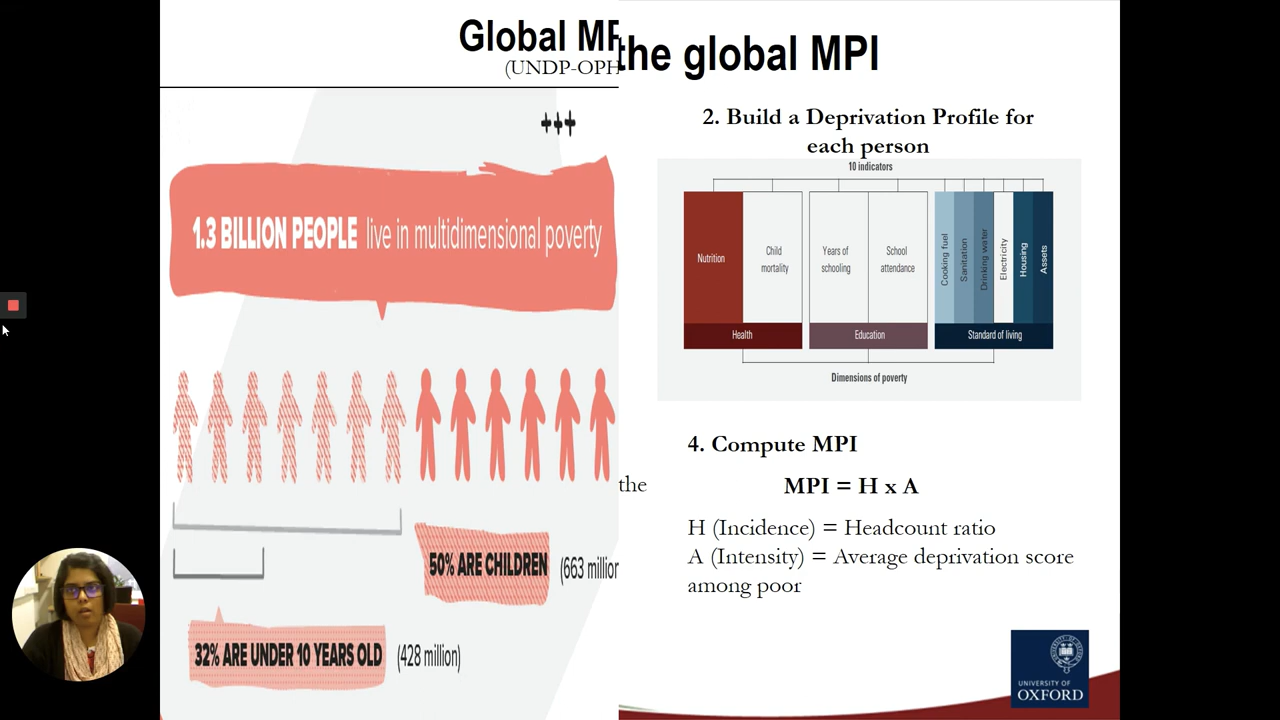 Global MP
(UNDP-OPH
1.3 BILLION PEOPLE live in multidimensional poverty
50% ARE CHILDREN (663 million
32% ARE UNDER 10 YEARS OLD (428 million)
the global MPI
2. Build a Deprivation Profile for
each person
10 indicators
Nutrition
Child
mortality
Years of
schooling
School
attendance
Cooking fuel
Sanitation
Drinking water
Electricity
Housing
Assets
Health
Education
Standard of living
Dimensions of poverty
the
4. Compute MPI
MPI = H x A
H (Incidence) = Headcount ratio
A (Intensity) = Average deprivation score
among poor
UNIVERSITY OF
OXFORD